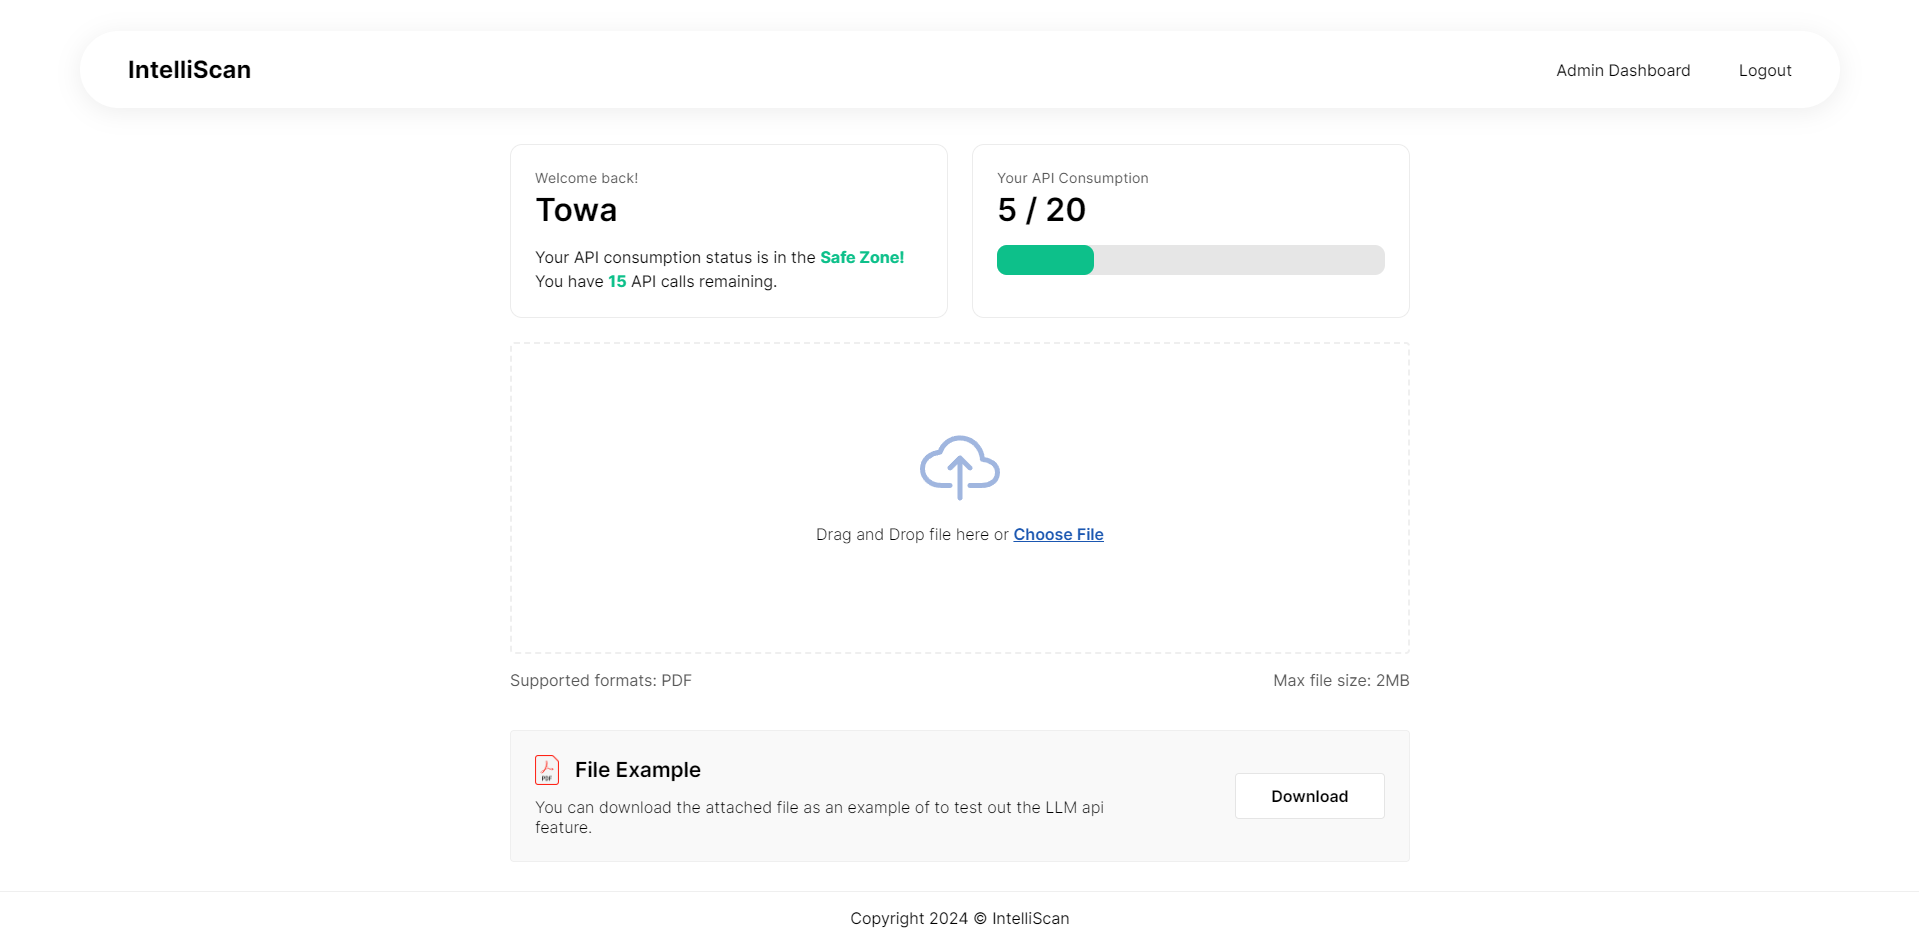 IntelliScan
Admin Dashboard
Logout
Welcome back!
Towa
Your API consumption status is in the Safe Zone!
You have 15 API calls remaining.
Your API Consumption
5 / 20
Drag and Drop file here or Choose File
Supported formats: PDF
Max file size: 2MB
PDF
File Example
You can download the attached file as an example of to test out the LLM api
feature.
Download
Copyright 2024 © IntelliScan